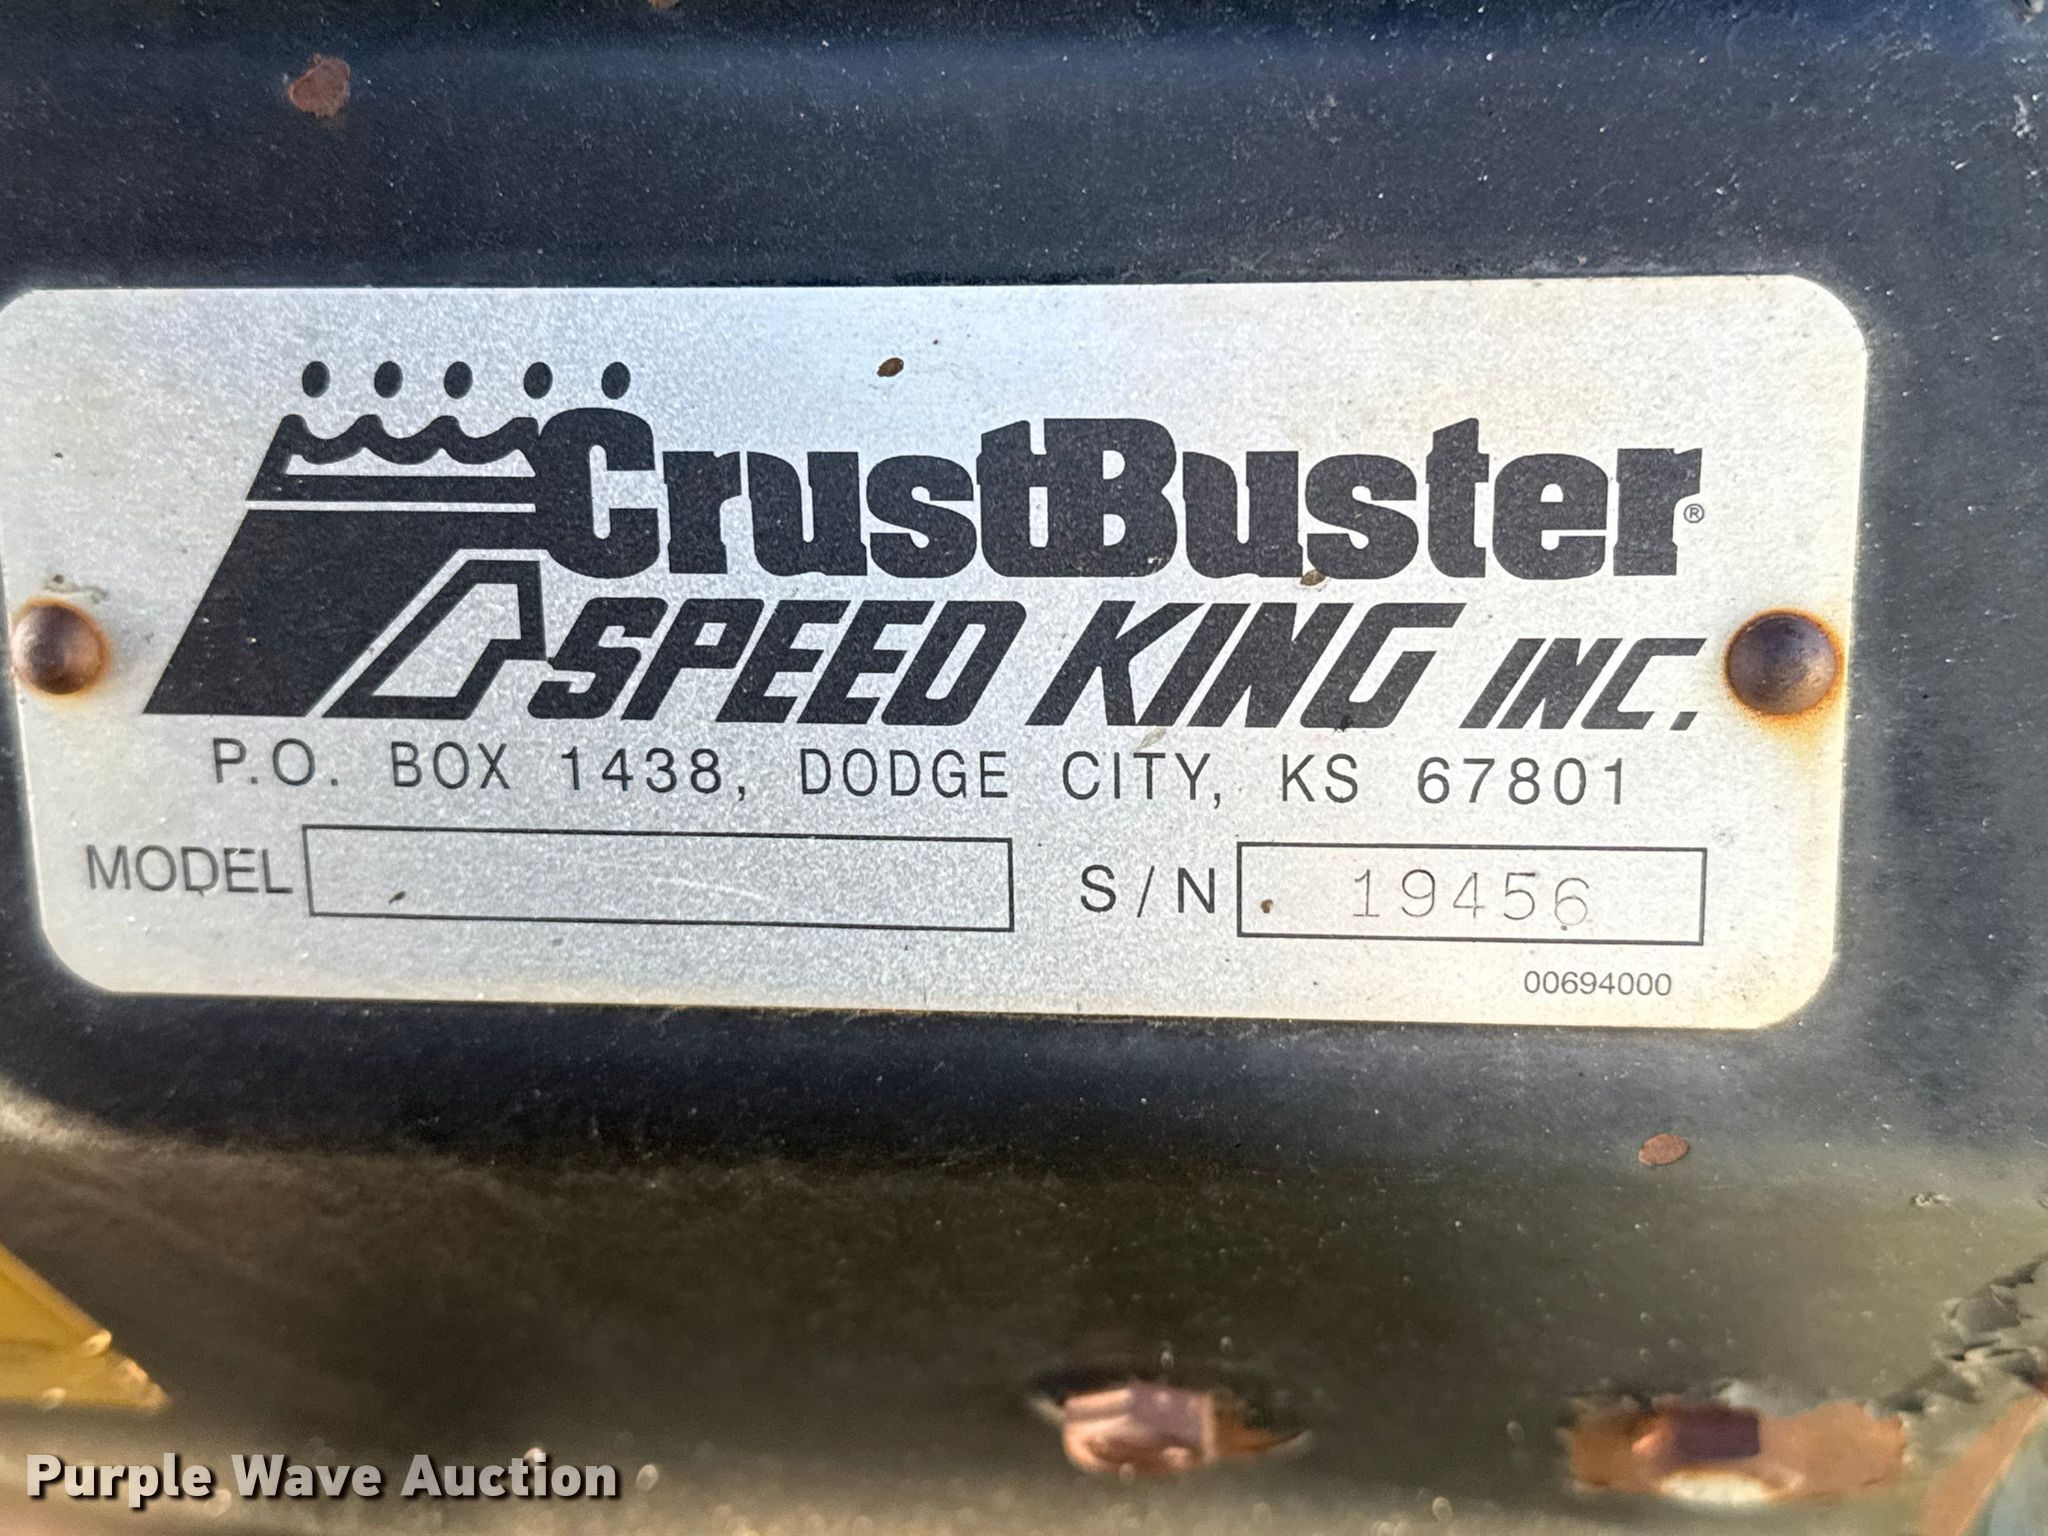 CrustBuster®
SPEED KING INC.
P.O. BOX 1438, DODGE CITY, KS 67801
MODEL S/N 19456
00694000
Purple Wave Auction